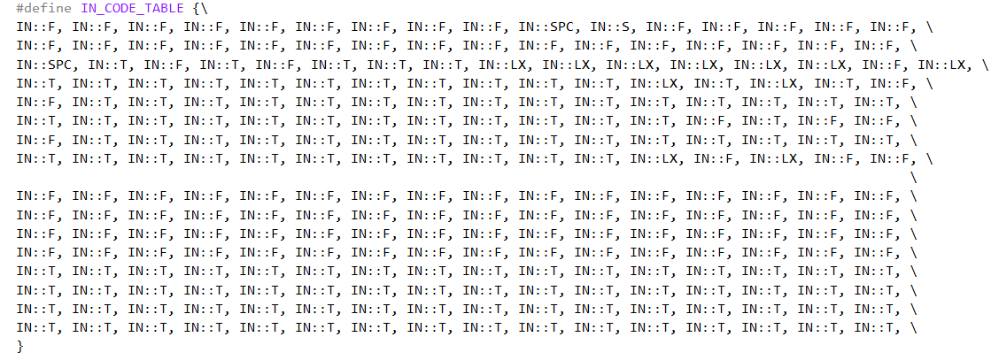 #define IN_CODE_TABLE {\
IN::F, IN::F, IN::F, IN::F, IN::F, IN::F, IN::F, IN::F, IN::F, IN::SPC, IN::S, IN::F, IN::F, IN::F, IN::F, IN::F, \
IN::F, IN::F, IN::F, IN::F, IN::F, IN::F, IN::F, IN::F, IN::F, IN::F, IN::F, IN::F, IN::F, IN::F, IN::F, IN::F, \
IN::SPC, IN::T, IN::F, IN::T, IN::F, IN::T, IN::T, IN::T, IN::LX, IN::LX, IN::LX, IN::LX, IN::LX, IN::LX, IN::F, IN::LX, \
IN::T, IN::T, IN::T, IN::T, IN::T, IN::T, IN::T, IN::T, IN::T, IN::T, IN::T, IN::LX, IN::T, IN::LX, IN::T, IN::F, \
IN::F, IN::T, IN::T, IN::T, IN::T, IN::T, IN::T, IN::T, IN::T, IN::T, IN::T, IN::T, IN::T, IN::T, IN::T, IN::T, \
IN::T, IN::T, IN::T, IN::T, IN::T, IN::T, IN::T, IN::T, IN::T, IN::T, IN::T, IN::T, IN::F, IN::T, IN::F, IN::F, \
IN::F, IN::T, IN::T, IN::T, IN::T, IN::T, IN::T, IN::T, IN::T, IN::T, IN::T, IN::T, IN::T, IN::T, IN::T, IN::T, \
IN::T, IN::T, IN::T, IN::T, IN::T, IN::T, IN::T, IN::T, IN::T, IN::T, IN::T, IN::LX, IN::F, IN::LX, IN::F, IN::F, \
\
IN::F, IN::F, IN::F, IN::F, IN::F, IN::F, IN::F, IN::F, IN::F, IN::F, IN::F, IN::F, IN::F, IN::F, IN::F, IN::F, \
IN::F, IN::F, IN::F, IN::F, IN::F, IN::F, IN::F, IN::F, IN::F, IN::F, IN::F, IN::F, IN::F, IN::F, IN::F, IN::F, \
IN::F, IN::F, IN::F, IN::F, IN::F, IN::F, IN::F, IN::F, IN::F, IN::F, IN::F, IN::F, IN::F, IN::F, IN::F, IN::F, \
IN::F, IN::F, IN::F, IN::F, IN::F, IN::F, IN::F, IN::F, IN::F, IN::F, IN::F, IN::F, IN::F, IN::F, IN::F, IN::F, \
IN::T, IN::T, IN::T, IN::T, IN::T, IN::T, IN::T, IN::T, IN::T, IN::T, IN::T, IN::T, IN::T, IN::T, IN::T, IN::T, \
IN::T, IN::T, IN::T, IN::T, IN::T, IN::T, IN::T, IN::T, IN::T, IN::T, IN::T, IN::T, IN::T, IN::T, IN::T, IN::T, \
IN::T, IN::T, IN::T, IN::T, IN::T, IN::T, IN::T, IN::T, IN::T, IN::T, IN::T, IN::T, IN::T, IN::T, IN::T, IN::T, \
IN::T, IN::T, IN::T, IN::T, IN::T, IN::T, IN::T, IN::T, IN::T, IN::T, IN::T, IN::T, IN::T, IN::T, IN::T, IN::T, \
}